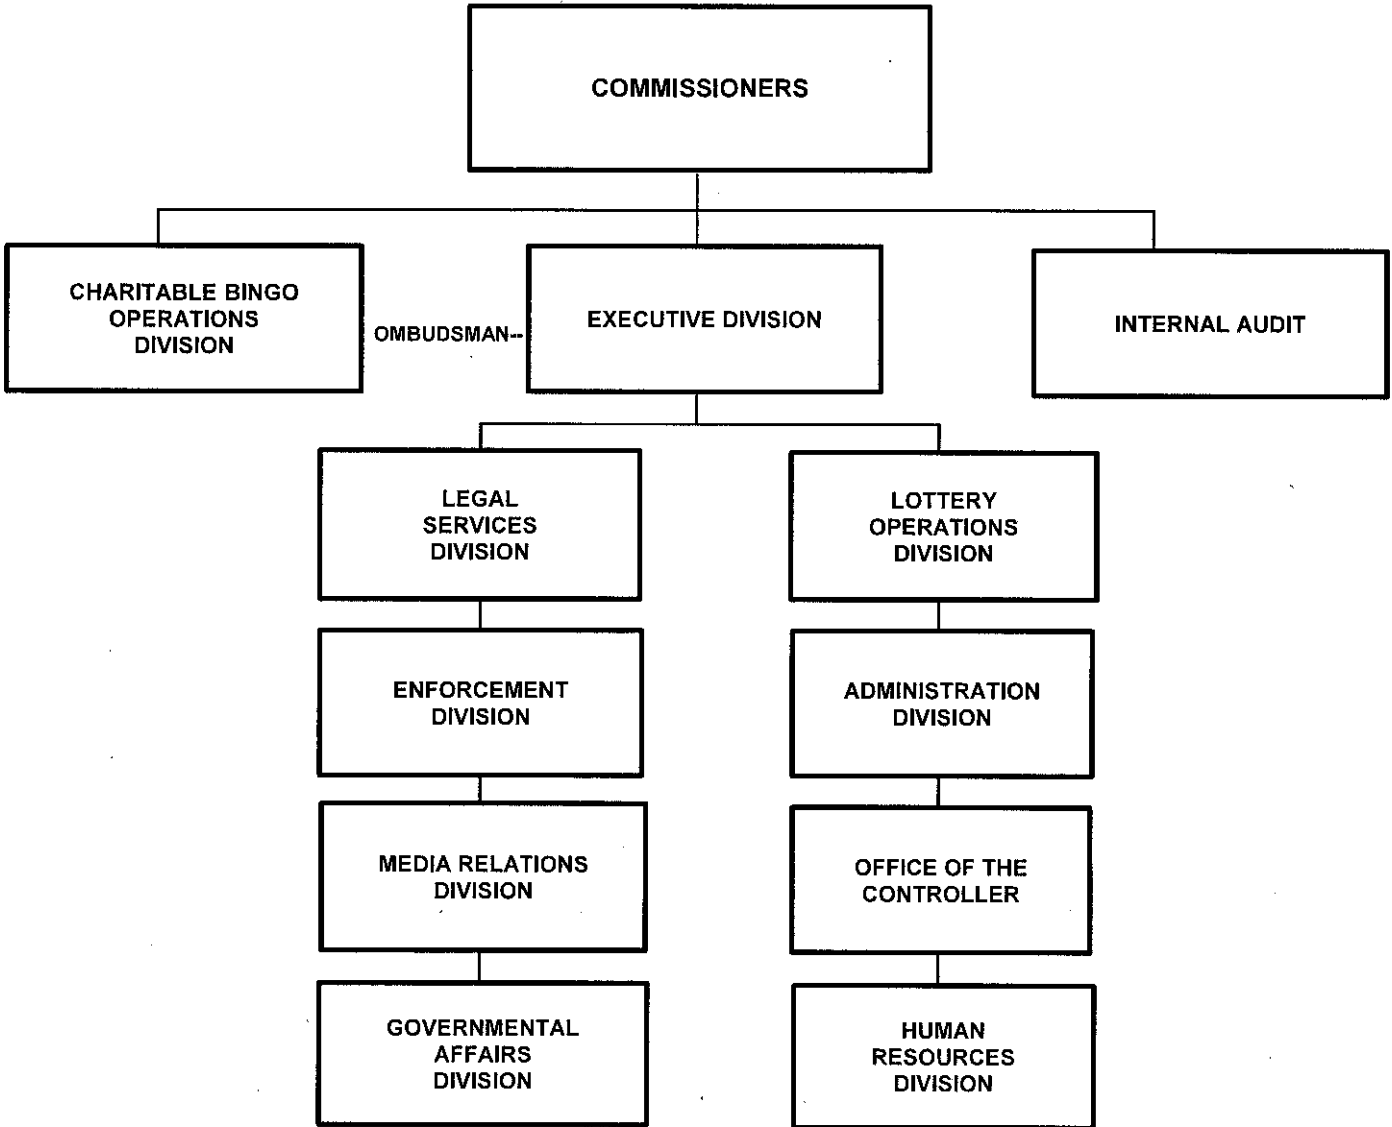 COMMISSIONERS
CHARITABLE BINGO
OPERATIONS
DIVISION
OMBUDSMAN--
EXECUTIVE DIVISION
INTERNAL AUDIT
LEGAL
SERVICES
DIVISION
LOTTERY
OPERATIONS
DIVISION
ENFORCEMENT
DIVISION
ADMINISTRATION
DIVISION
MEDIA RELATIONS
DIVISION
OFFICE OF THE
CONTROLLER
GOVERNMENTAL
AFFAIRS
DIVISION
HUMAN
RESOURCES
DIVISION